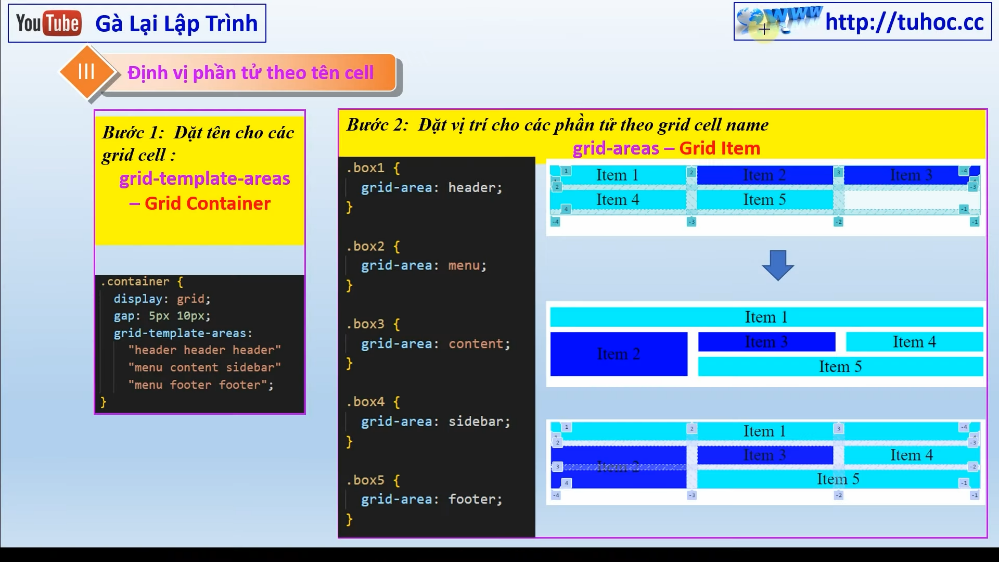 YouTube Gà Lại Lập Trình
www http://tuhoc.cc
III Định vị phần tử theo tên cell
Bước 1: Đặt tên cho các
grid cell :
grid-template-areas
– Grid Container
.container {
display: grid;
gap: 5px 10px;
grid-template-areas:
"header header header"
"menu content sidebar"
"menu footer footer";
}
Bước 2: Đặt vị trí cho các phần tử theo grid cell name
grid-areas – Grid Item
.box1 {
grid-area: header;
}
.box2 {
grid-area: menu;
}
.box3 {
grid-area: content;
}
.box4 {
grid-area: sidebar;
}
.box5 {
grid-area: footer;
}
Item 1 Item 2 Item 3
Item 4 Item 5
Item 1
Item 2 Item 3 Item 4
Item 5
Item 1
Item 2 Item 3 Item 4
Item 5